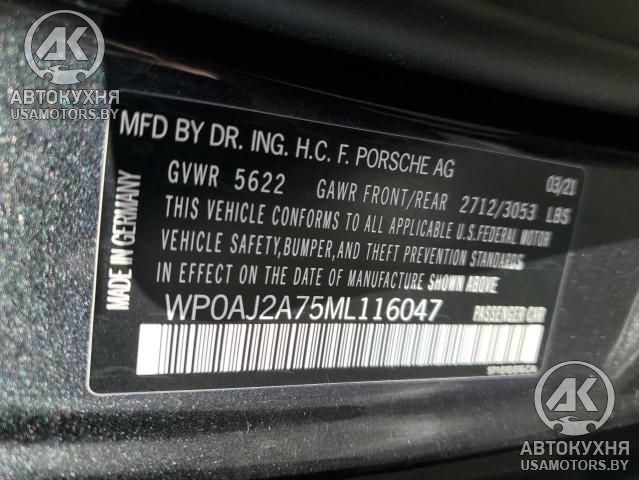 AK
АВТОКУХНЯ
USAMOTORS.BY
MFD BY DR. ING. H.C. F. PORSCHE AG
03/21
GVWR 5622 GAWR FRONT/REAR 2712/3053 LBS
THIS VEHICLE CONFORMS TO ALL APPLICABLE U.S.FEDERAL MOTOR
VEHICLE SAFETY,BUMPER,AND THEFT PREVENTION STANDARDS
IN EFFECT ON THE DATE OF MANUFACTURE SHOWN ABOVE
WP0AJ2A75ML116047
PASSENGER CAR
MADE IN GERMANY
AK
АВТОКУХНЯ
USAMOTORS.BY